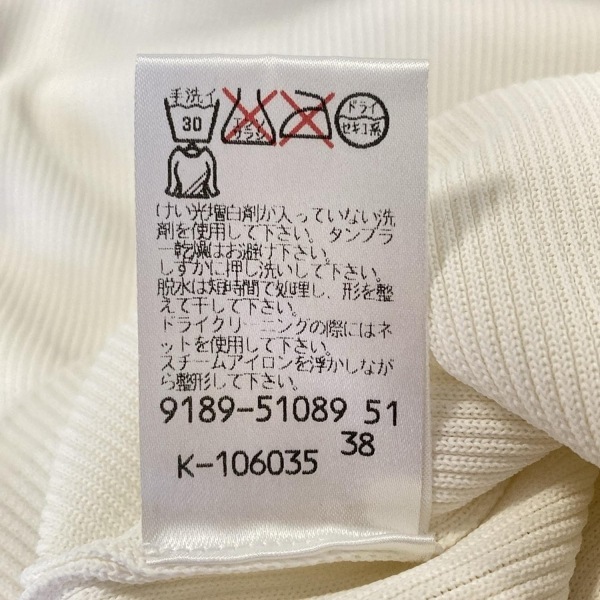 手洗イ
30
エンソ
サラシ
ドライ
セキユ系
けい光増白剤が入っていない洗
剤を使用して下さい。タンブラ
ー乾燥はお避け下さい。
しずかに押し洗いして下さい。
脱水は短時間で処理し、形を整
えて干して下さい。
ドライクリーニングの際にはネ
ットを使用して下さい。
スチームアイロンを浮かしなが
ら整形して下さい。
9189-51089 51
38
K-106035